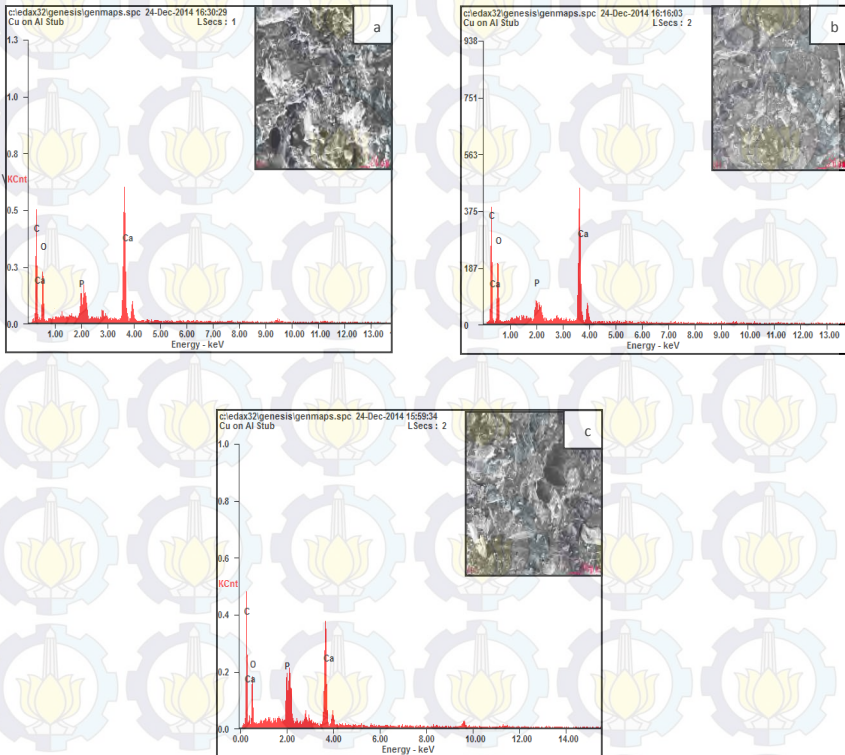 c:\edax32\genesis\genmaps.spc 24-Dec-2014 16:30:29
Cu on Al Stub LSecs : 1
a
1.3
1.0
0.8
KCnt
0.5
0.3
0.0
C
O
Ca
P
Ca
1.00 2.00 3.00 4.00 5.00 6.00 7.00 8.00 9.00 10.00 11.00 12.00 13.00
Energy - keV
c:\edax32\genesis\genmaps.spc 24-Dec-2014 16:16:03
Cu on Al Stub LSecs : 2
b
938
751
563
375
187
0
C
O
Ca
P
Ca
1.00 2.00 3.00 4.00 5.00 6.00 7.00 8.00 9.00 10.00 11.00 12.00 13.00
Energy - keV
c:\edax32\genesis\genmaps.spc 24-Dec-2014 15:59:34
Cu on Al Stub LSecs : 2
c
1.0
0.8
0.6
KCnt
0.4
0.2
0.0
C
O
Ca
P
Ca
0.00 2.00 4.00 6.00 8.00 10.00 12.00 14.00
Energy - keV